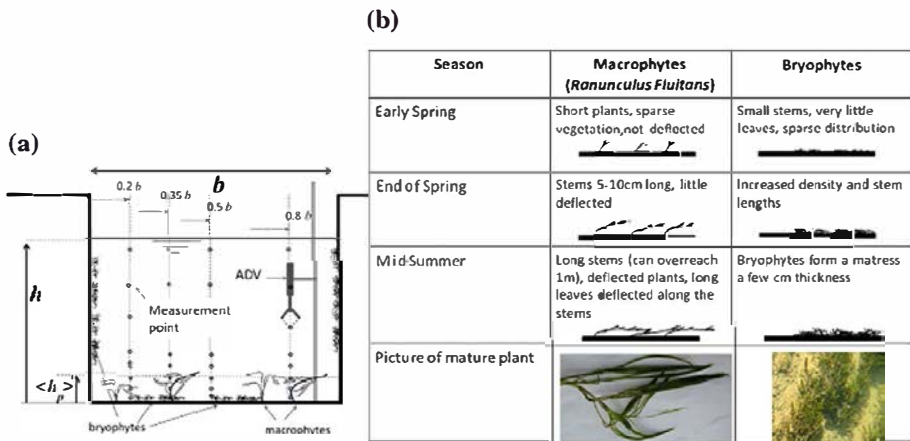 (b)
Season
Macrophytes
(Ranunculus Fluitans)
Bryophytes
Early Spring
Short plants, sparse
vegetation,not deflected
Small stems, very little
leaves, sparse distribution
End of Spring
Stems 5-10cm long, little
deflected
Increased density and stem
lengths
Mid-Summer
Long stems (can overreach
1m), deflected plants, long
leaves deflected along the
stems
Bryophytes form a matress
a few cm thickness
Picture of mature plant
(a)
b
0.2 b
0.35 b
0.5 b
0.8 b
h
ADV
Measurement
point
<h >
p
bryophytes
macrophytes